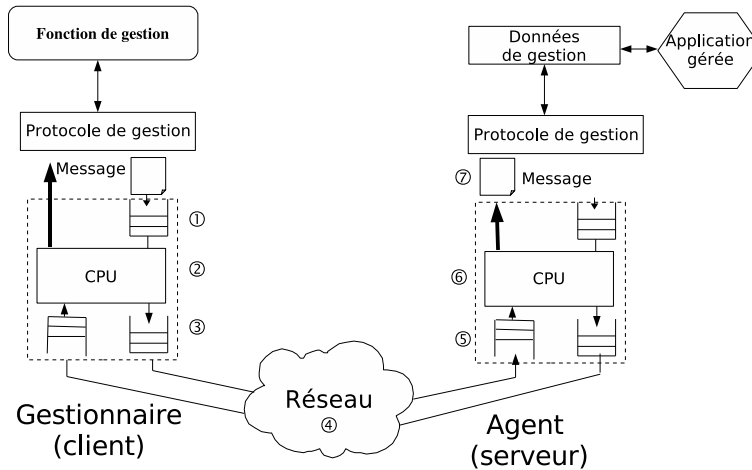 Fonction de gestion
Protocole de gestion
Message
①
②
CPU
③
Gestionnaire
(client)
Réseau
④
Données
de gestion
Application
gérée
Protocole de gestion
⑦
Message
⑥
CPU
⑤
Agent
(serveur)